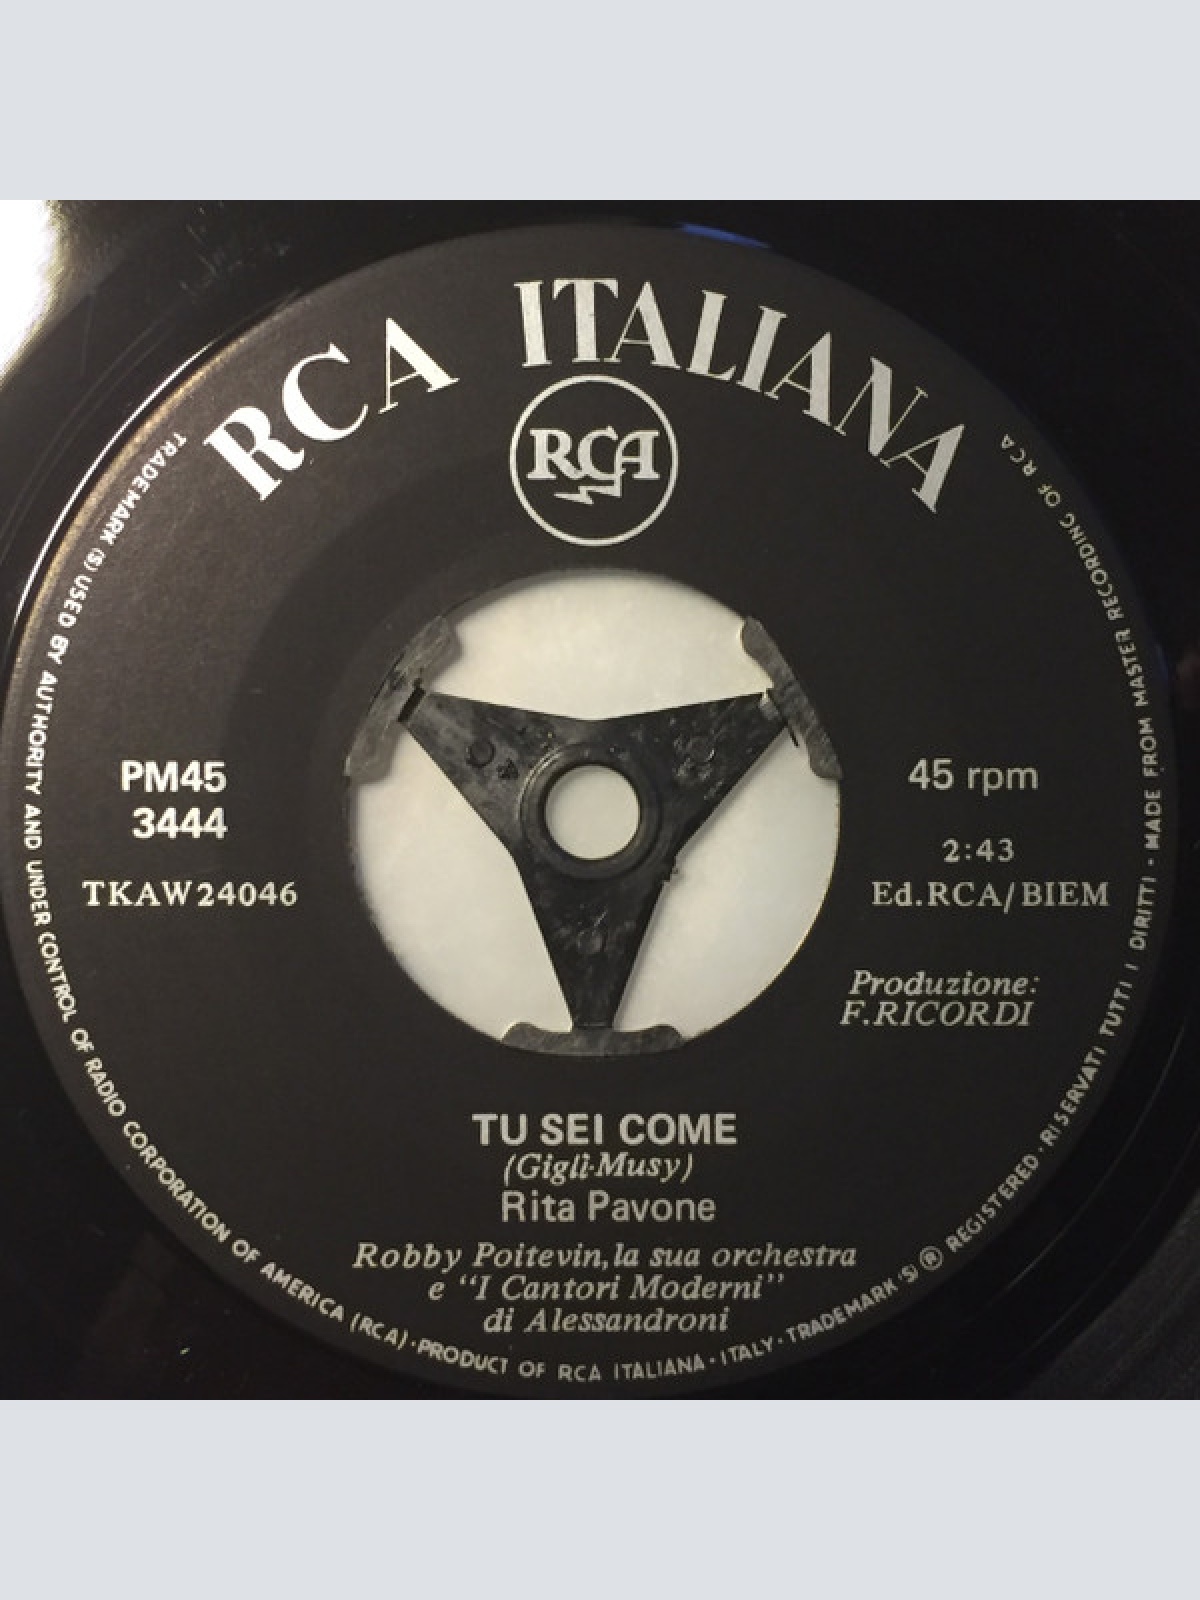 RCA ITALIANA
RCA
TRADEMARK (S) USED BY AUTHORITY AND UNDER CONTROL OF RADIO CORPORATION OF AMERICA (RCA) · PRODUCT OF RCA ITALIANA · ITALY · TRADEMARK (S) ® REGISTERED · RISERVATI TUTTI I DIRITTI · MADE FROM MASTER RECORDING OF RCA
PM45
3444
TKAW24046
45 rpm
2:43
Ed.RCA/BIEM
Produzione:
F.RICORDI
TU SEI COME
(Gigli-Musy)
Rita Pavone
Robby Poitevin, la sua orchestra
e "I Cantori Moderni"
di Alessandroni